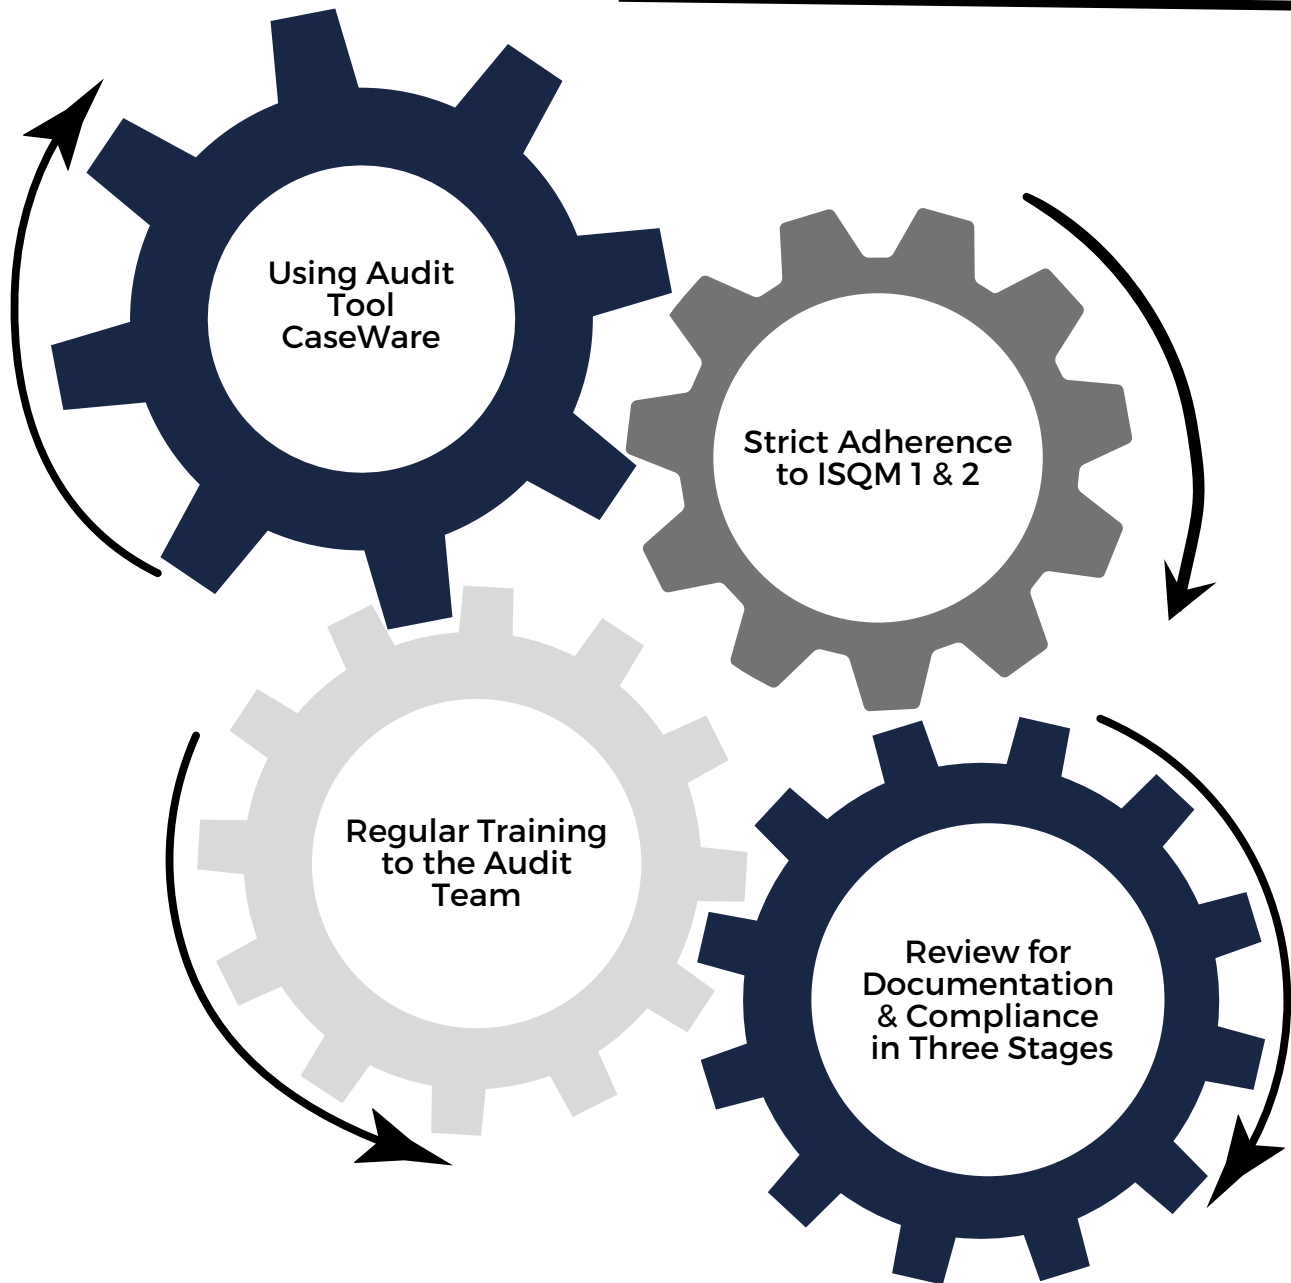 Using Audit
Tool
CaseWare
Strict Adherence
to ISQM 1 & 2
Regular Training
to the Audit
Team
Review for
Documentation
& Compliance
in Three Stages